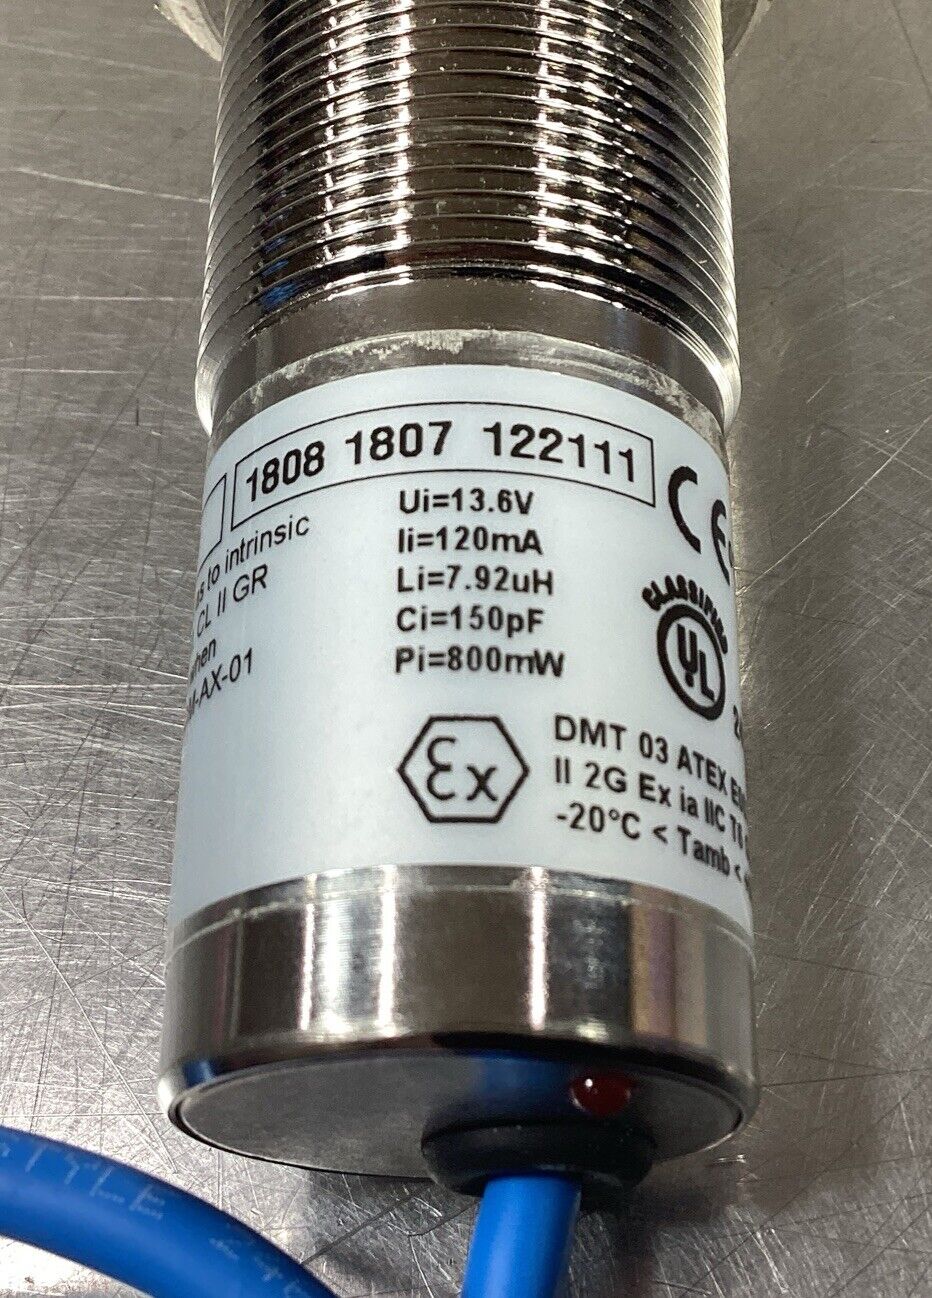 1808 1807 122111
to intrinsic
CL II GR
when
M-AX-01
Ui=13.6V
Ii=120mA
Li=7.92uH
Ci=150pF
Pi=800mW
CE
CLASSIFIED
UL
Ex
DMT 03 ATEX
II 2G Ex ia IIC
-20°C < Tamb <